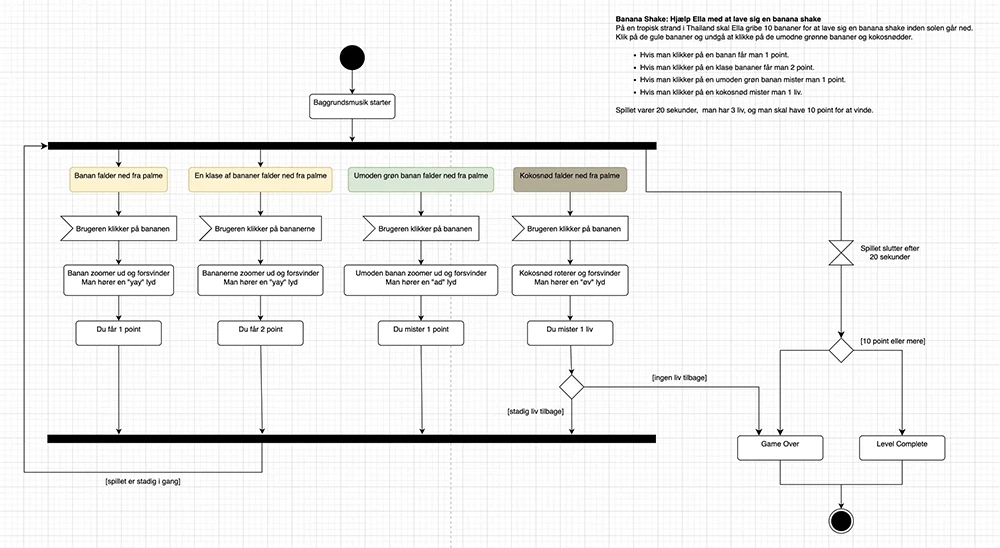 Banana Shake: Hjælp Ella med at lave sig en banana shake
På en tropisk strand i Thailand skal Ella gribe 10 bananer for at lave sig en banana shake inden solen går ned.
Klik på de gule bananer og undgå at klikke på de umodne grønne bananer og kokosnødder.
• Hvis man klikker på en banan får man 1 point.
• Hvis man klikker på en klase bananer får man 2 point.
• Hvis man klikker på en umoden grøn banan mister man 1 point.
• Hvis man klikker på en kokosnød mister man 1 liv.
Spillet varer 20 sekunder, man har 3 liv, og man skal have 10 point for at vinde.
Baggrundsmusik starter
Banan falder ned fra palme
En klase af bananer falder ned fra palme
Umoden grøn banan falder ned fra palme
Kokosnød falder ned fra palme
Brugeren klikker på bananen
Brugeren klikker på bananerne
Brugeren klikker på bananen
Brugeren klikker på bananen
Spillet slutter efter
20 sekunder
Banan zoomer ud og forsvinder
Man hører en "yay" lyd
Bananerne zoomer ud og forsvinder
Man hører en "yay" lyd
Umoden banan zoomer ud og forsvinder
Man hører en "ad" lyd
Kokosnød roterer og forsvinder
Man hører en "øv" lyd
Du får 1 point
Du får 2 point
Du mister 1 point
Du mister 1 liv
[10 point eller mere]
[ingen liv tilbage]
[stadig liv tilbage]
Game Over
Level Complete
[spillet er stadig i gang]